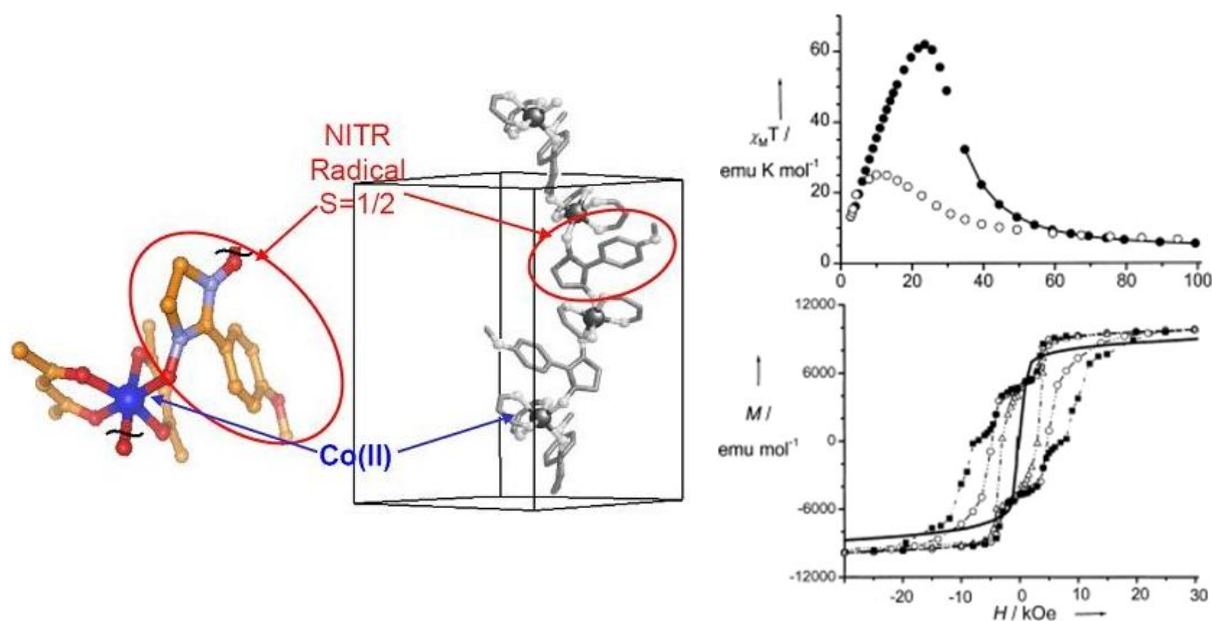 NITR
Radical
S=1/2
Co(II)
60
40
20
0
χMT /
emu K mol-1
0
20
40
60
80
100
12000
6000
0
-6000
-12000
M /
emu mol-1
-20
-10
0
10
20
30
H / kOe